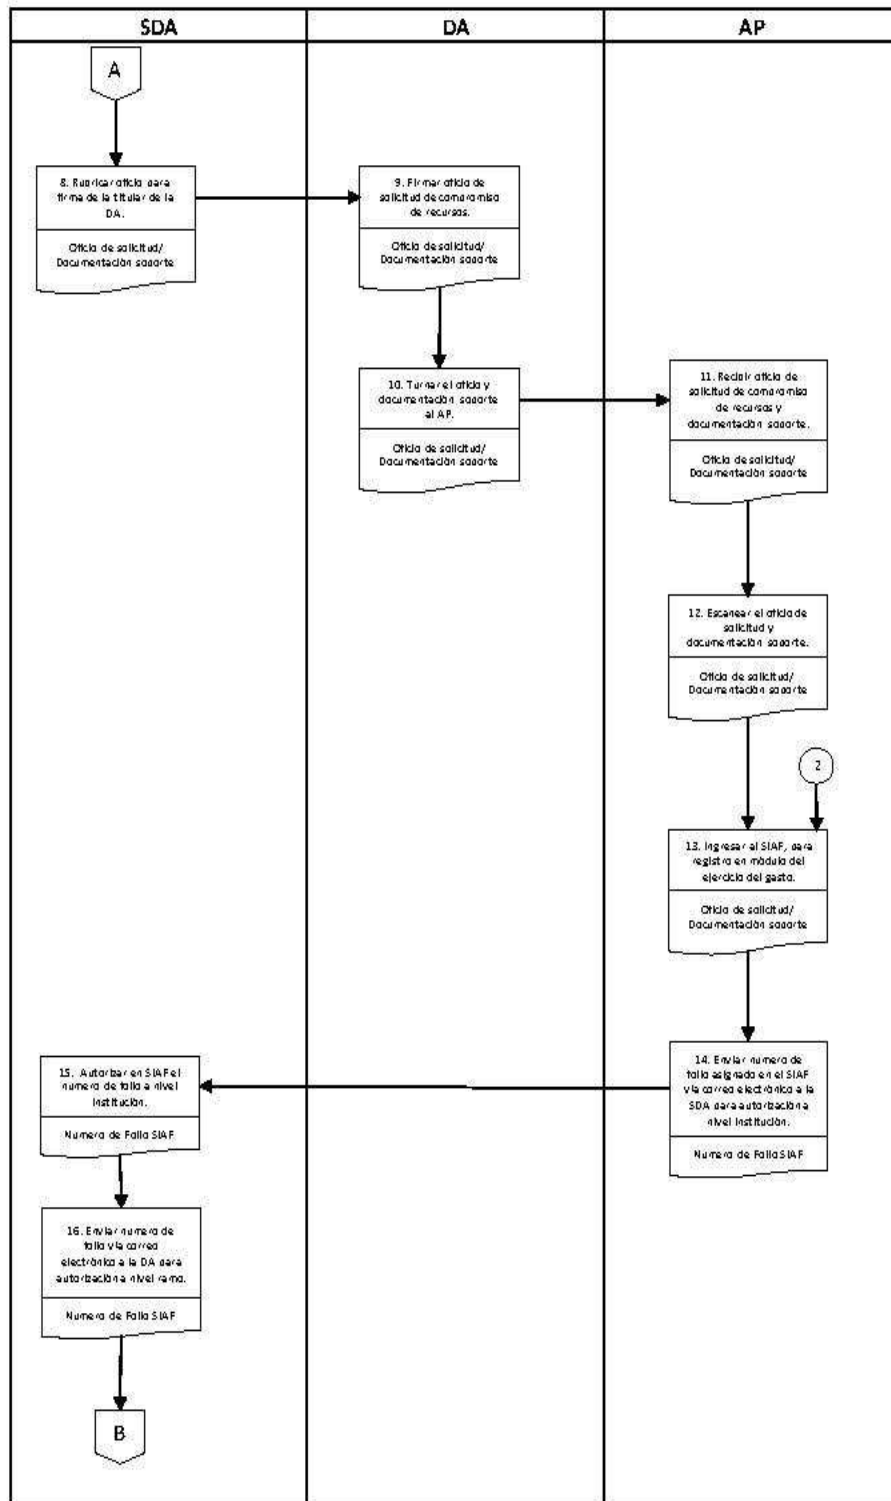 SDA
DA
AP
A
8. Rubricar oficio para
firma de la titular de la
DA.
Oficio de solicitud/
Documentación soporte
9. Firmar oficio de
solicitud de compromiso
de recursos.
Oficio de solicitud/
Documentación soporte
10. Turnar el oficio y
documentación soporte
al AP.
Oficio de solicitud/
Documentación soporte
11. Recibir oficio de
solicitud de compromiso
de recursos y
documentación soporte.
Oficio de solicitud/
Documentación soporte
12. Escanear el oficio de
solicitud y
documentación soporte.
Oficio de solicitud/
Documentación soporte
2
13. Ingresar al SIAF, para
registro en módulo del
ejercicio del gasto.
Oficio de solicitud/
Documentación soporte
14. Enviar numero de
folio asignado en el SIAF
vía correo electrónico a la
SDA para autorización a
nivel institución.
Numero de Folio SIAF
15. Autorizar en SIAF el
numero de folio a nivel
institución.
Numero de Folio SIAF
16. Enviar numero de
folio vía correo
electrónico a la DA para
autorización a nivel ramo.
Numero de Folio SIAF
B